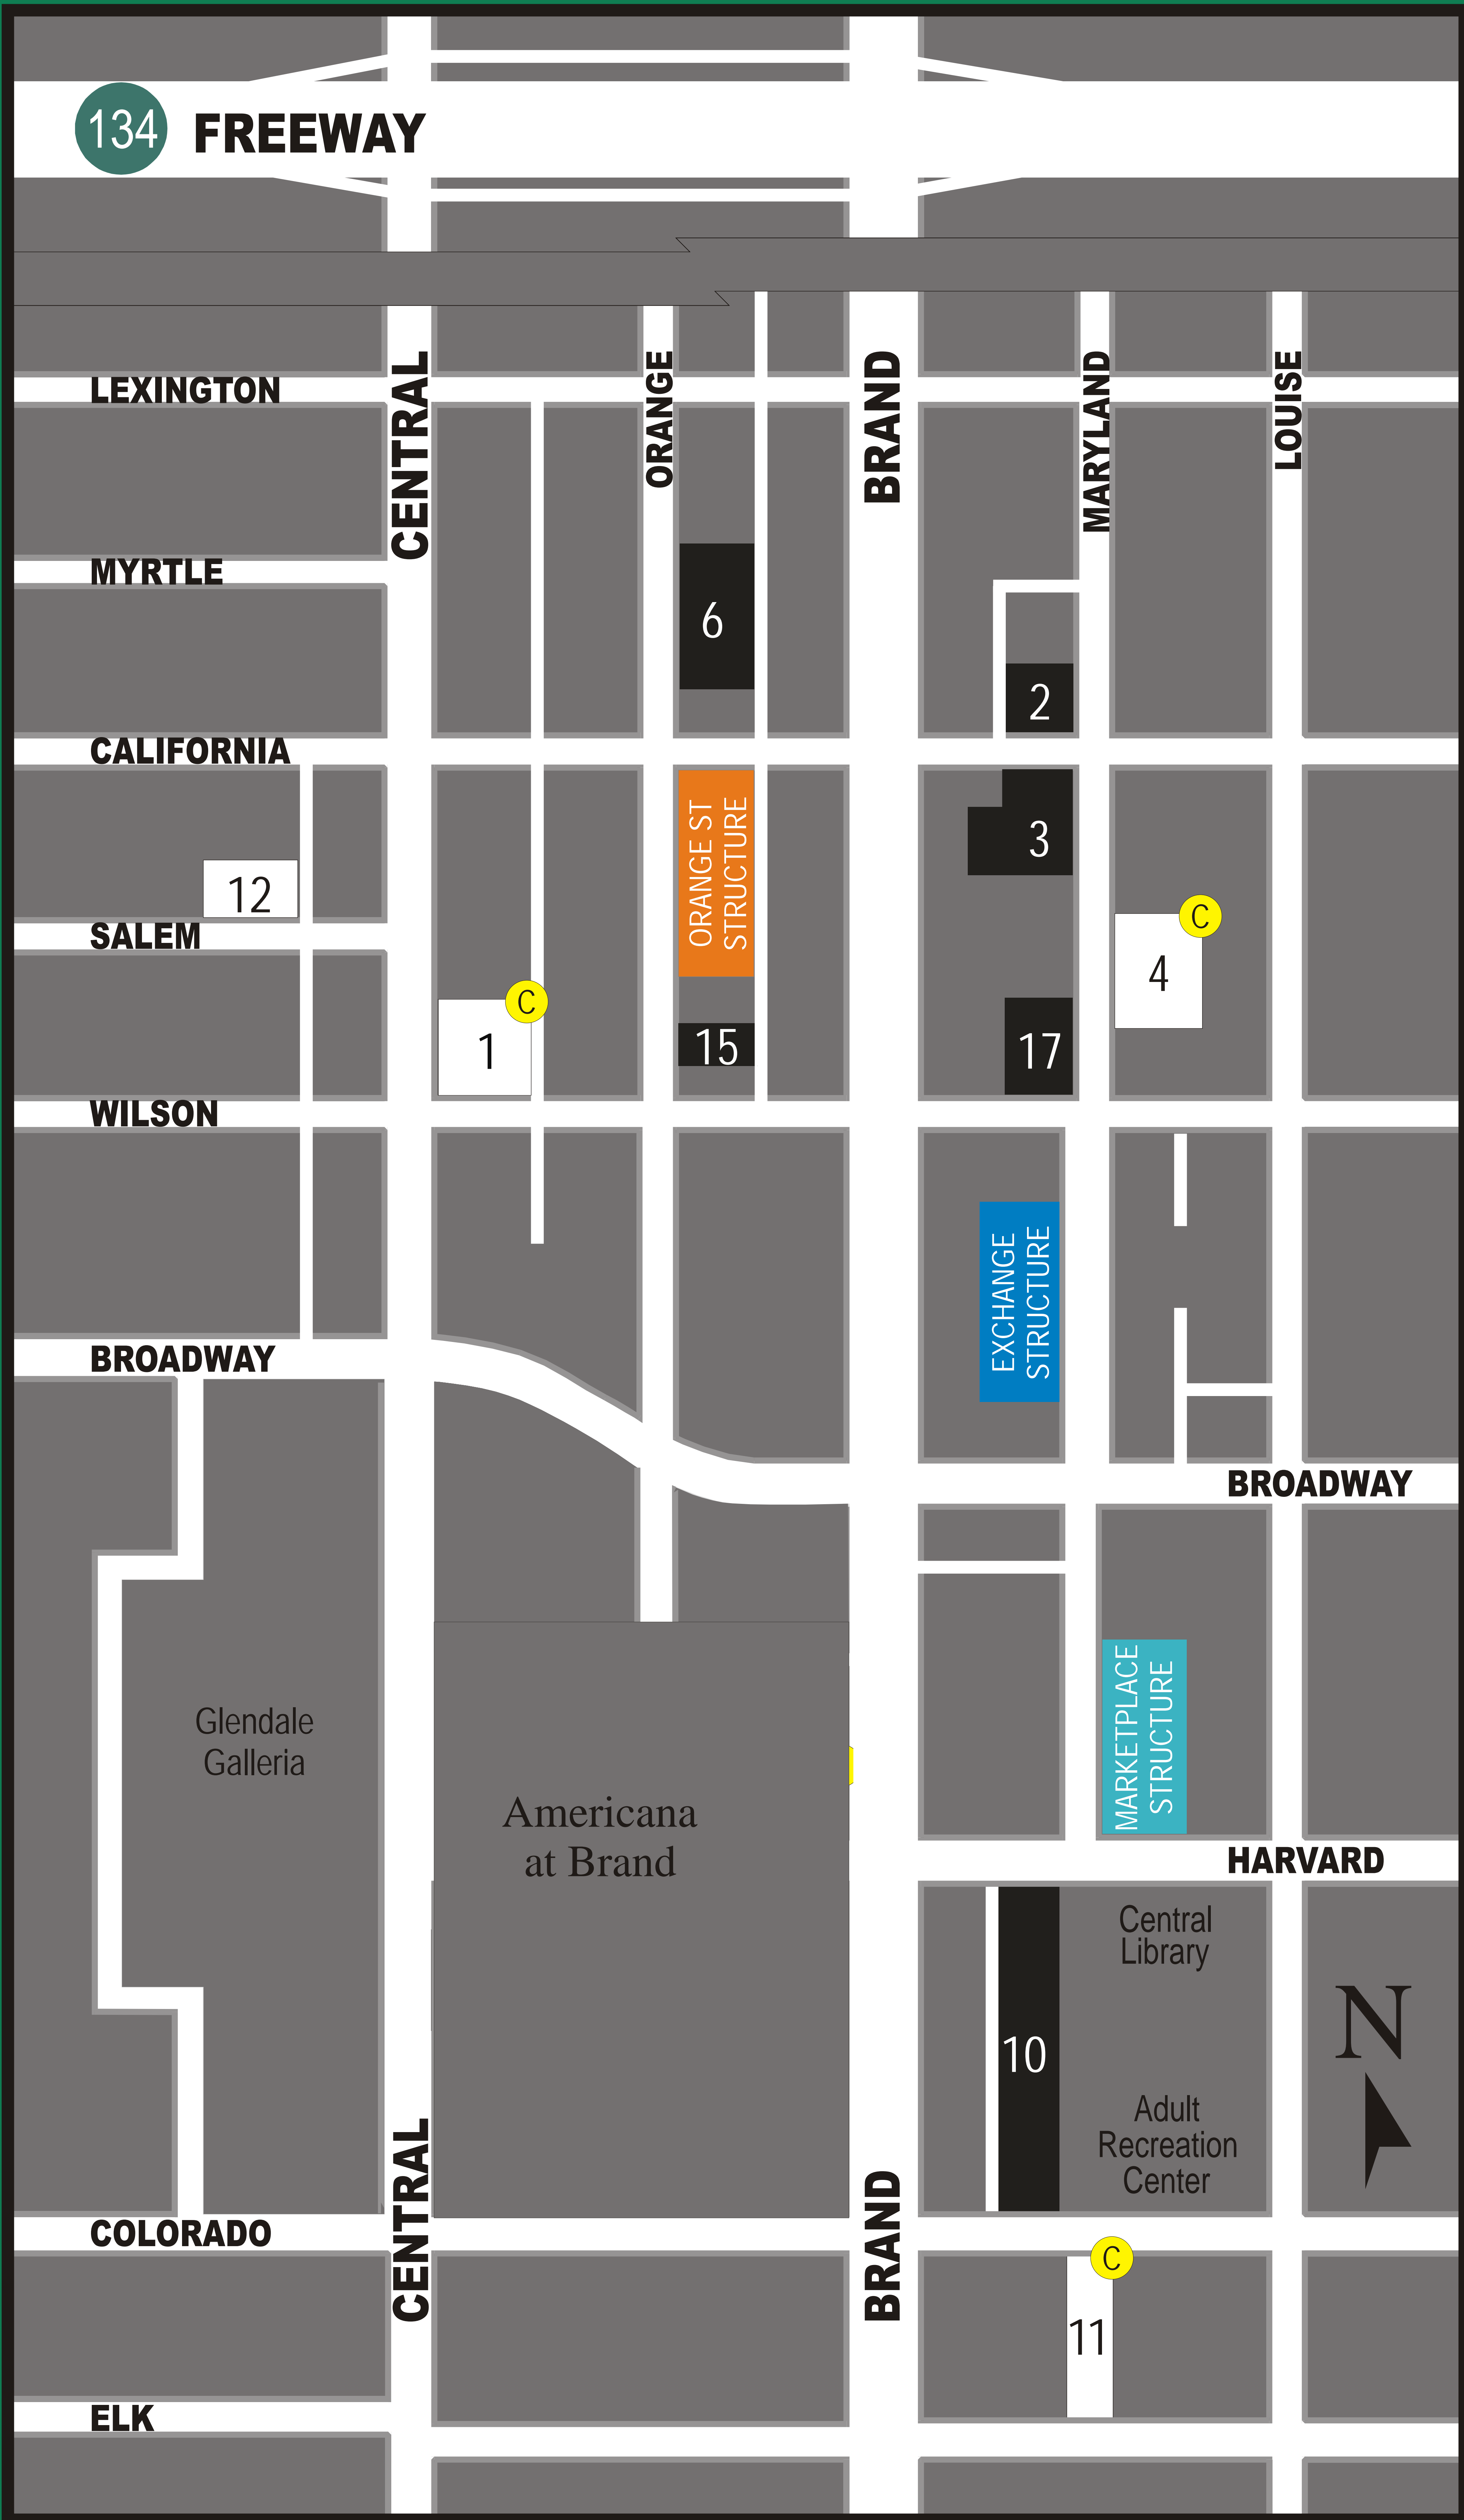 134 FREEWAY
LEXINGTON
CENTRAL
ORANGE
BRAND
MARYLAND
LOUISE
MYRTLE
6
2
CALIFORNIA
ORANGE ST
STRUCTURE
3
12
C
4
SALEM
C
1
15
17
WILSON
EXCHANGE
STRUCTURE
BROADWAY
BROADWAY
MARKETPLACE
STRUCTURE
Glendale
Galleria
Americana
at Brand
HARVARD
Central
Library
N
10
Adult
Recreation
Center
CENTRAL
BRAND
COLORADO
C
11
ELK